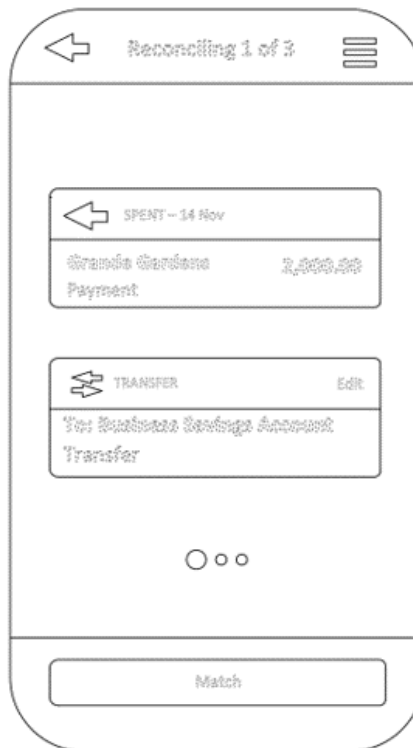 Reconciling 1 of 3
SPENT – 14 Nov
Grande Gardens 2,000.00
Payment
TRANSFER Edit
To: Business Savings Account
Transfer
Match